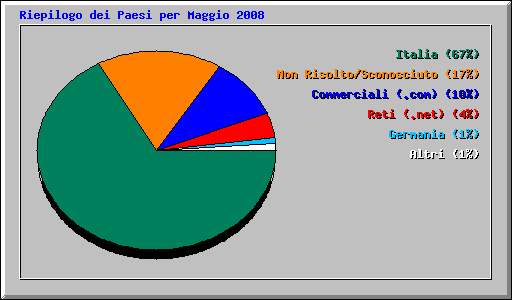 Riepilogo dei Paesi per Maggio 2008
Italia (67%)
Non Risolto/Sconosciuto (17%)
Commerciali (.com) (10%)
Reti (.net) (4%)
Germania (1%)
Altri (1%)